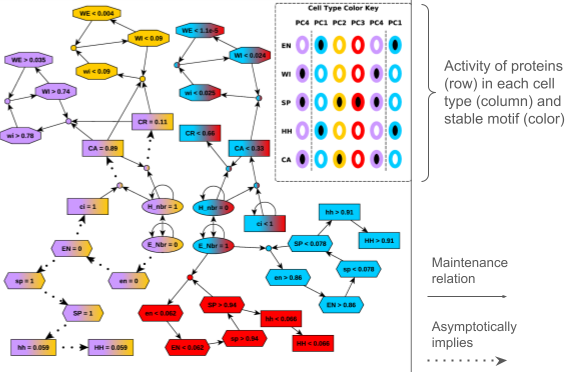 Cell Type Color Key
PC4 PC1 PC2 PC3 PC4 PC1
EN
WI
SP
HH
CA
Activity of proteins
(row) in each cell
type (column) and
stable motif (color)
WE < 0.004
WI < 0.09
wi < 0.09
WE > 0.035
WI > 0.74
wi > 0.78
WE < 1.1e-5
WI < 0.024
wi < 0.025
CR = 0.11
CA = 0.89
CR < 0.66
CA < 0.33
ci = 1
H_nbr = 1
H_nbr = 0
ci < 1
EN = 0
E_Nbr = 0
E_Nbr = 1
sp = 1
en = 0
SP = 1
hh = 0.059
HH = 0.059
hh > 0.91
SP < 0.078
HH > 0.91
en > 0.86
sp < 0.078
EN > 0.86
en < 0.062
SP > 0.94
hh < 0.066
EN < 0.062
sp > 0.94
HH < 0.066
Maintenance
relation
Asymptotically
implies